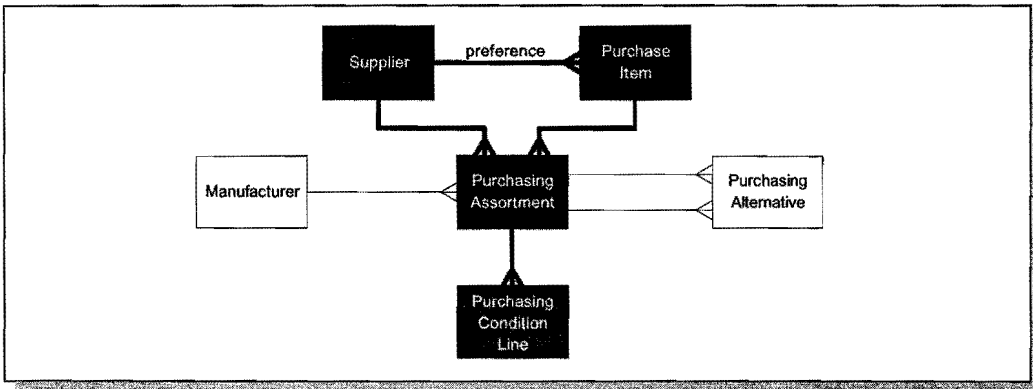 Supplier
preference
Purchase
Item
Manufacturer
Purchasing
Assortment
Purchasing
Alternative
Purchasing
Condition
Line